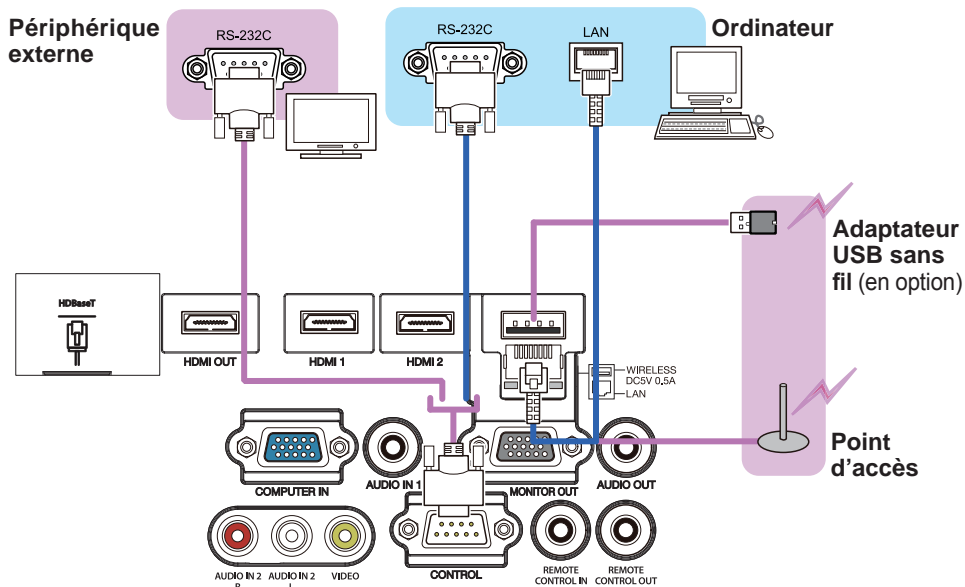 Périphérique
externe
RS-232C
RS-232C
LAN
Ordinateur
Adaptateur
USB sans
fil (en option)
HDBaseT
HDMI OUT
HDMI 1
HDMI 2
WIRELESS
DC5V 0.5A
LAN
Point
d'accès
COMPUTER IN
AUDIO IN 1
MONITOR OUT
AUDIO OUT
AUDIO IN 2
AUDIO IN 2
VIDEO
CONTROL
REMOTE
CONTROL IN
REMOTE
CONTROL OUT